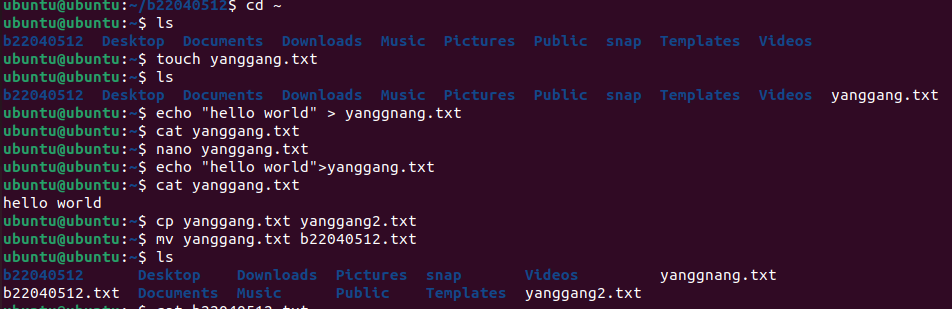 ubuntu@ubuntu:~/b22040512$ cd ~
ubuntu@ubuntu:~$ ls
b22040512  Desktop  Documents  Downloads  Music  Pictures  Public  snap  Templates  Videos
ubuntu@ubuntu:~$ touch yanggang.txt
ubuntu@ubuntu:~$ ls
b22040512  Desktop  Documents  Downloads  Music  Pictures  Public  snap  Templates  Videos  yanggang.txt
ubuntu@ubuntu:~$ echo "hello world" > yanggnang.txt
ubuntu@ubuntu:~$ cat yanggang.txt
ubuntu@ubuntu:~$ nano yanggang.txt
ubuntu@ubuntu:~$ echo "hello world">yanggang.txt
ubuntu@ubuntu:~$ cat yanggang.txt
hello world
ubuntu@ubuntu:~$ cp yanggang.txt yanggang2.txt
ubuntu@ubuntu:~$ mv yanggang.txt b22040512.txt
ubuntu@ubuntu:~$ ls
b22040512      Desktop    Downloads  Pictures  snap       Videos         yanggnang.txt
b22040512.txt  Documents  Music      Public    Templates  yanggang2.txt
ubuntu@ubuntu:~$ cat b22040512.txt